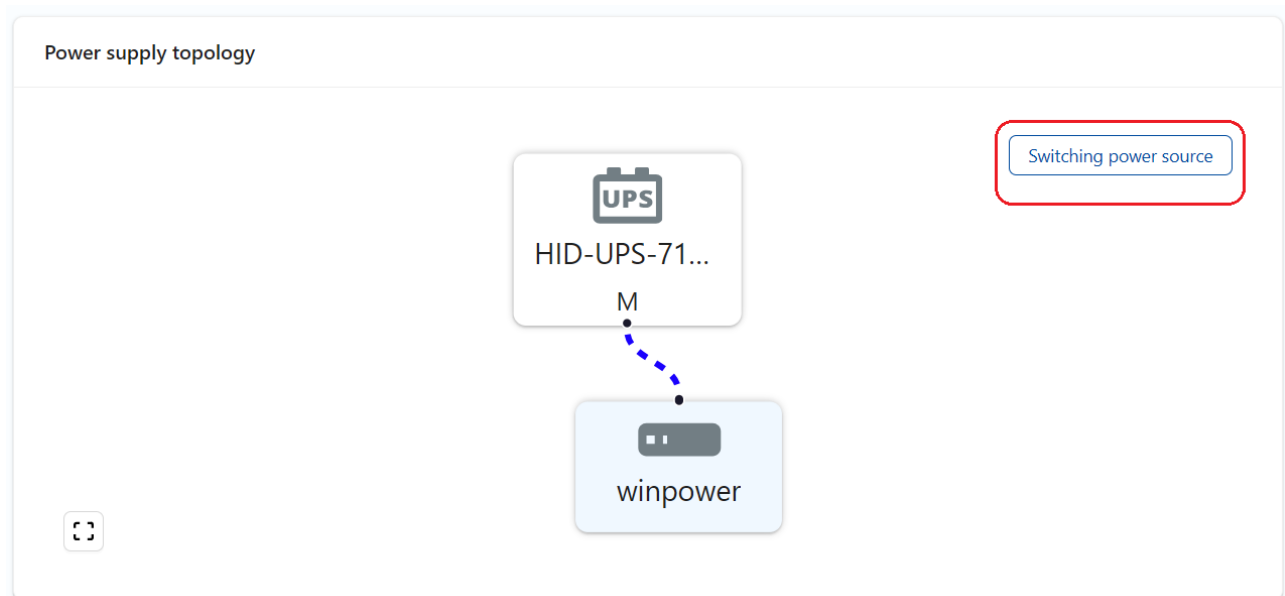 Power supply topology
Switching power source
UPS
HID-UPS-71...
M
winpower